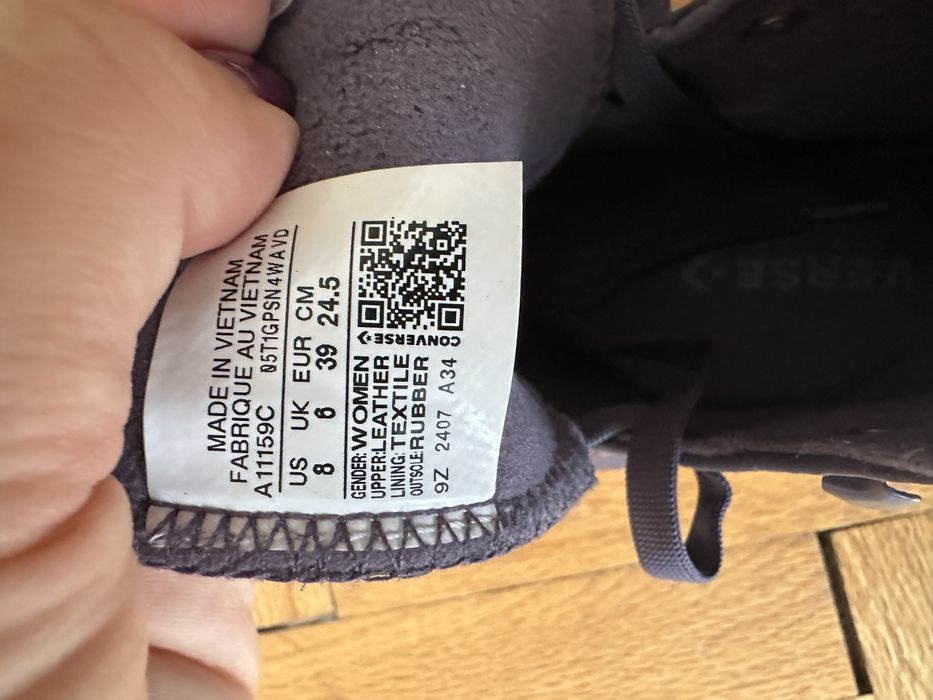 MADE IN VIETNAM
FABRIQUE AU VIETNAM
A11159C 05T1GPSN4WAVD
US UK EUR CM
8 6 39 24.5
GENDER: WOMEN
UPPER: LEATHER
LINING: TEXTILE
OUTSOLE: RUBBER
9Z 2407 A34
CONVERSE
VERSE